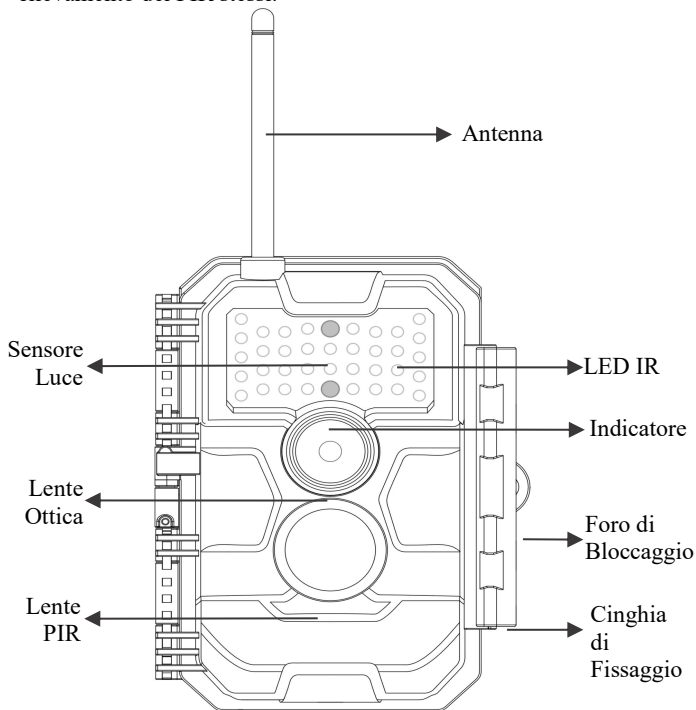 Antenna
Sensore
Luce
LED IR
Indicatore
Lente
Ottica
Foro di
Bloccaggio
Lente
PIR
Cinghia
di
Fissaggio